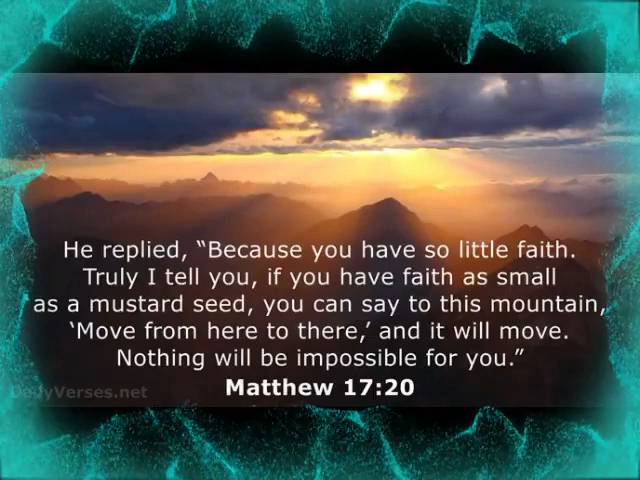 He replied, “Because you have so little faith.
Truly I tell you, if you have faith as small
as a mustard seed, you can say to this mountain,
‘Move from here to there,’ and it will move.
Nothing will be impossible for you.”
Matthew 17:20
DailyVerses.net